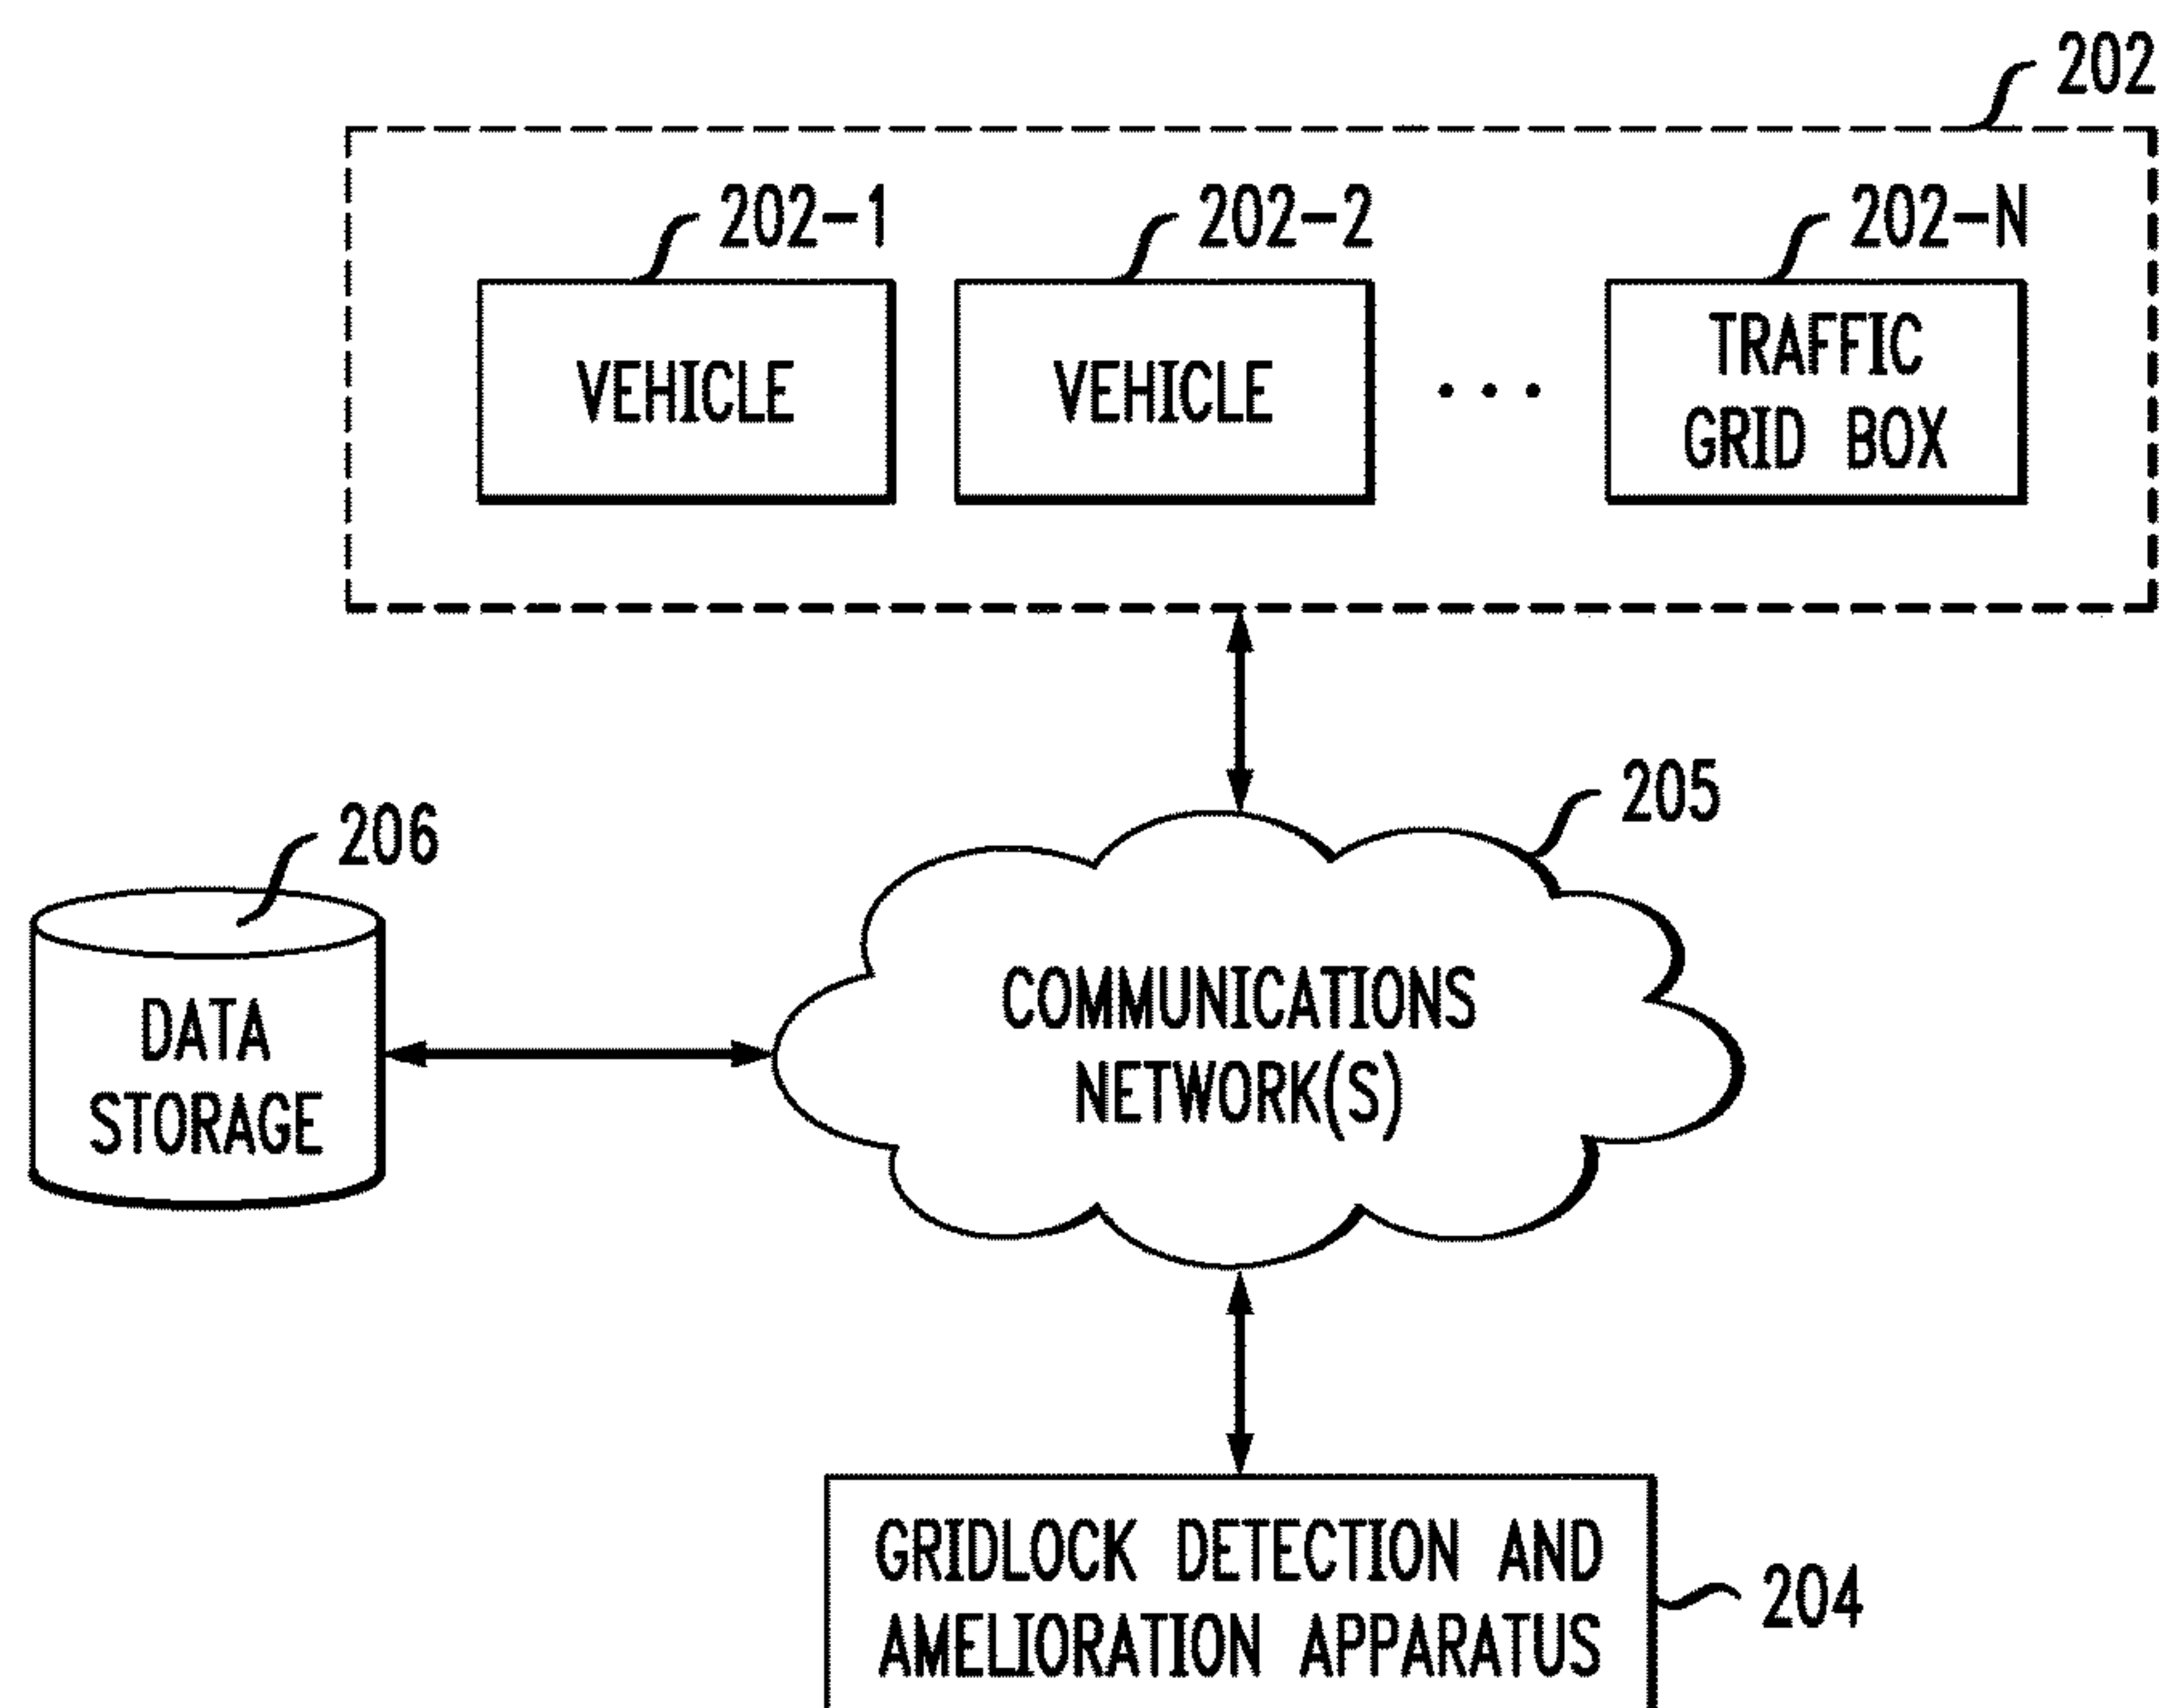 202
202-1
202-2
202-N
VEHICLE
VEHICLE
...
TRAFFIC
GRID BOX
205
206
COMMUNICATIONS
NETWORK(S)
DATA
STORAGE
GRIDLOCK DETECTION AND
AMELIORATION APPARATUS
204